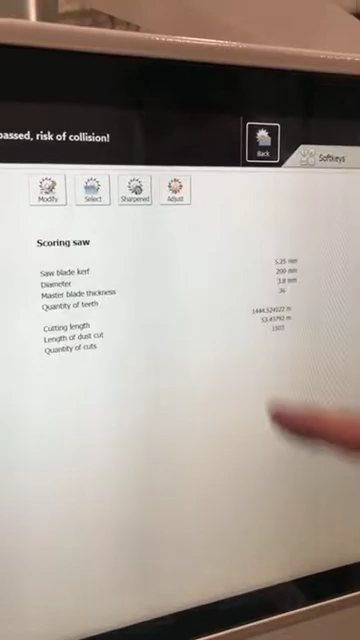 passed, risk of collision!
Back
Softkeys
Modify Select Sharpened Adjust
Scoring saw
Saw blade kerf 5.25 mm
Diameter 200 mm
Master blade thickness 3.8 mm
Quantity of teeth 36
Cutting length 1444.524022 m
Length of dust cut 53.45792 m
Quantity of cuts